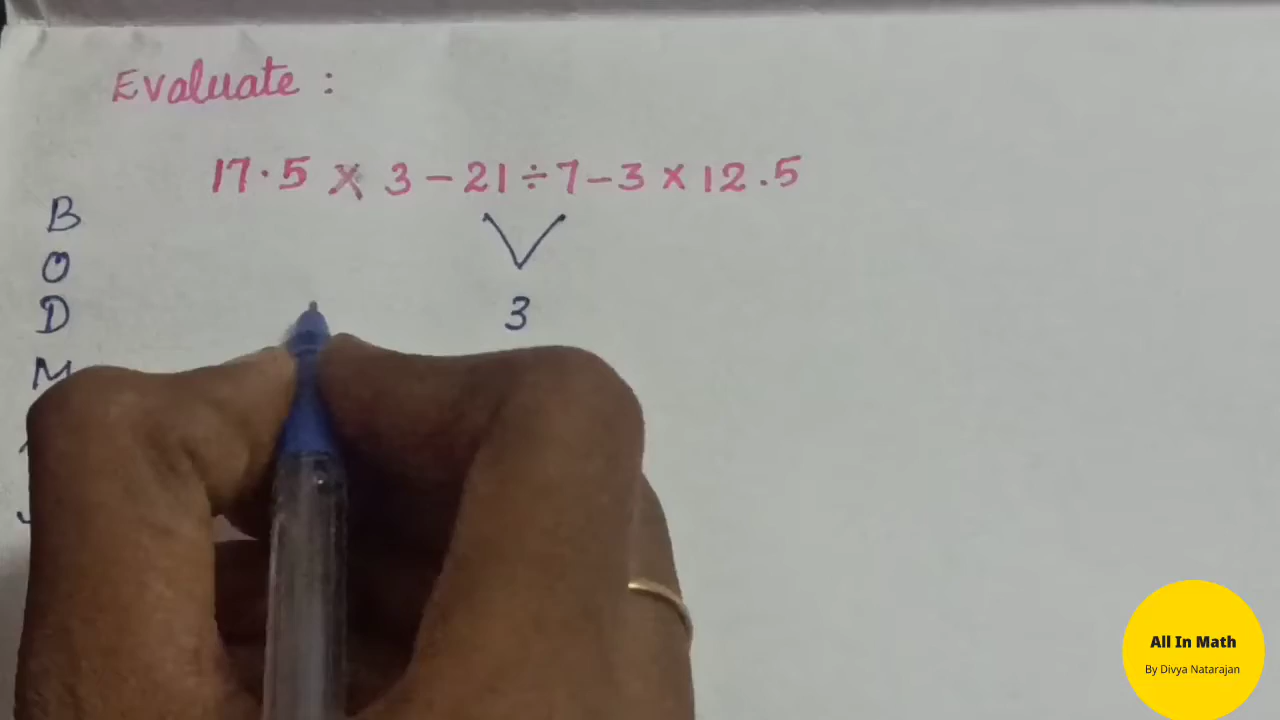 Evaluate :
17.5 × 3 - 21 ÷ 7 - 3 × 12.5
B
O
D
M
3
All In Math
By Divya Natarajan